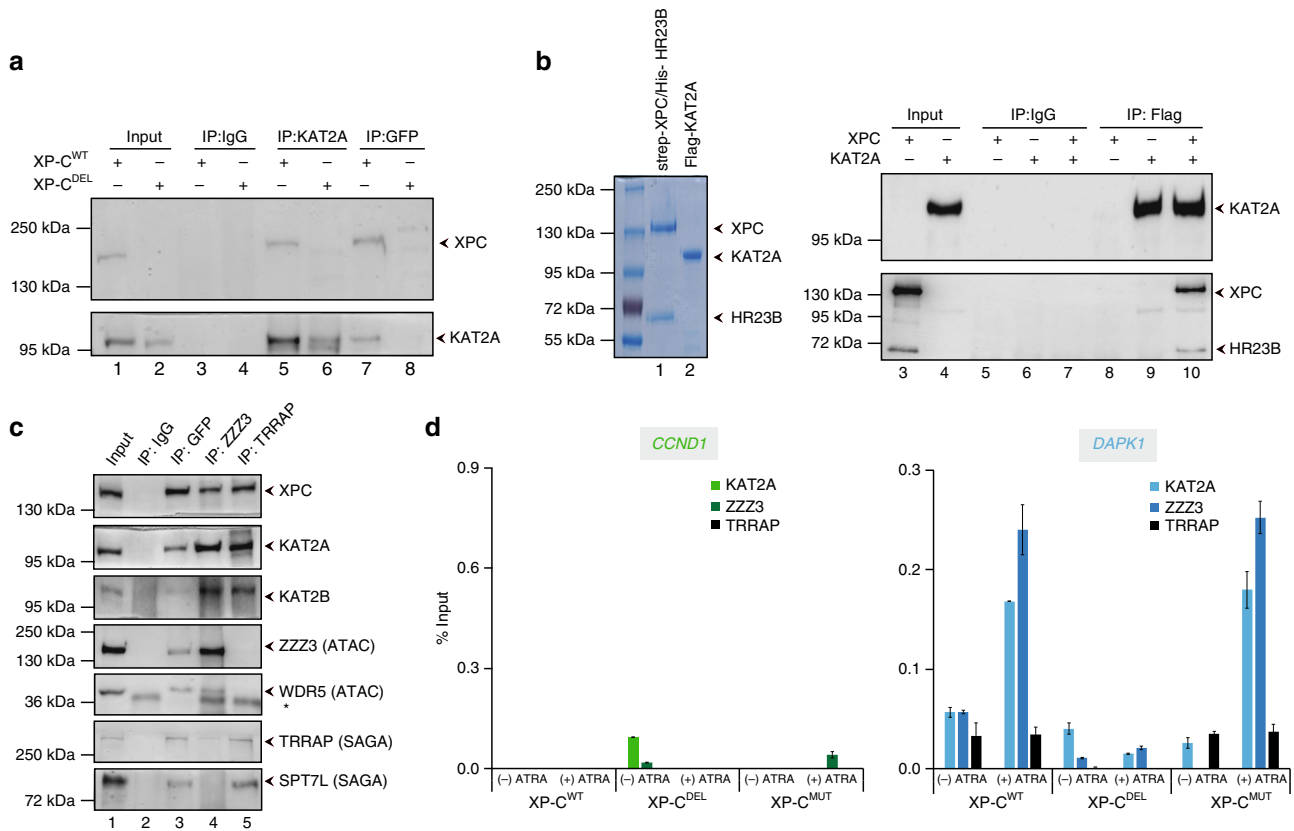 a
Input IP:IgG IP:KAT2A IP:GFP
XP-C^WT + – + – + – + –
XP-C^DEL – + – + – + – +
250 kDa
XPC
130 kDa
KAT2A
95 kDa
1 2 3 4 5 6 7 8
b
strep-XPC/His- HR23B
Flag-KAT2A
250 kDa
130 kDa
XPC
KAT2A
95 kDa
72 kDa
HR23B
55 kDa
1 2
Input IP:IgG IP: Flag
XPC + – + – + + – +
KAT2A – + – + + – + +
KAT2A
95 kDa
130 kDa
XPC
95 kDa
72 kDa
HR23B
3 4 5 6 7 8 9 10
c
Input IP: IgG IP: GFP IP: ZZZ3 IP: TRRAP
XPC
130 kDa
KAT2A
95 kDa
KAT2B
95 kDa
250 kDa
ZZZ3 (ATAC)
130 kDa
WDR5 (ATAC)
36 kDa
*
TRRAP (SAGA)
250 kDa
SPT7L (SAGA)
72 kDa
1 2 3 4 5
d
CCND1
% Input
0.9
0.6
0.3
0.0
KAT2A
ZZZ3
TRRAP
(–) ATRA (+) ATRA (–) ATRA (+) ATRA (–) ATRA (+) ATRA
XP-C^WT XP-C^DEL XP-C^MUT
DAPK1
0.3
0.2
0.1
0.0
KAT2A
ZZZ3
TRRAP
(–) ATRA (+) ATRA (–) ATRA (+) ATRA (–) ATRA (+) ATRA
XP-C^WT XP-C^DEL XP-C^MUT